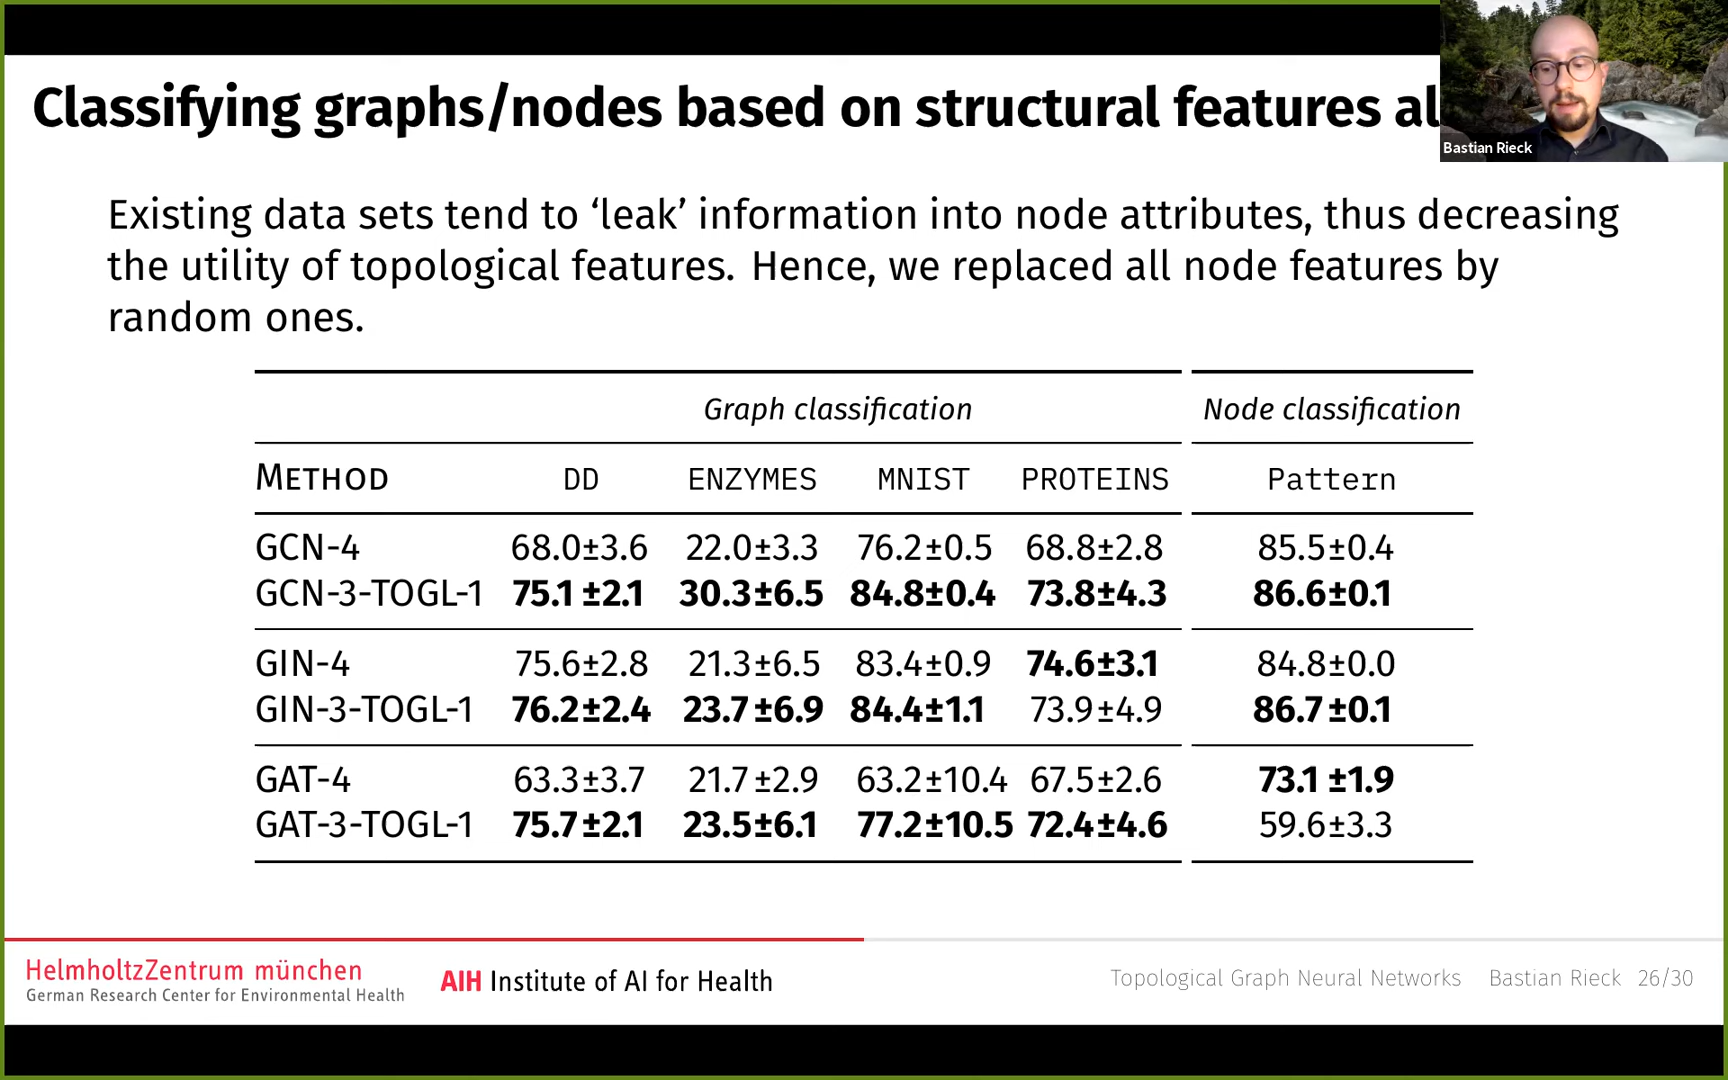 Classifying graphs/nodes based on structural features al
Bastian Rieck
Existing data sets tend to ‘leak’ information into node attributes, thus decreasing
the utility of topological features. Hence, we replaced all node features by
random ones.
Graph classification Node classification
METHOD DD ENZYMES MNIST PROTEINS Pattern
GCN-4 68.0±3.6 22.0±3.3 76.2±0.5 68.8±2.8 85.5±0.4
GCN-3-TOGL-1 75.1±2.1 30.3±6.5 84.8±0.4 73.8±4.3 86.6±0.1
GIN-4 75.6±2.8 21.3±6.5 83.4±0.9 74.6±3.1 84.8±0.0
GIN-3-TOGL-1 76.2±2.4 23.7±6.9 84.4±1.1 73.9±4.9 86.7±0.1
GAT-4 63.3±3.7 21.7±2.9 63.2±10.4 67.5±2.6 73.1±1.9
GAT-3-TOGL-1 75.7±2.1 23.5±6.1 77.2±10.5 72.4±4.6 59.6±3.3
HelmholtzZentrum münchen
German Research Center for Environmental Health
AIH Institute of AI for Health
Topological Graph Neural Networks Bastian Rieck 26/30